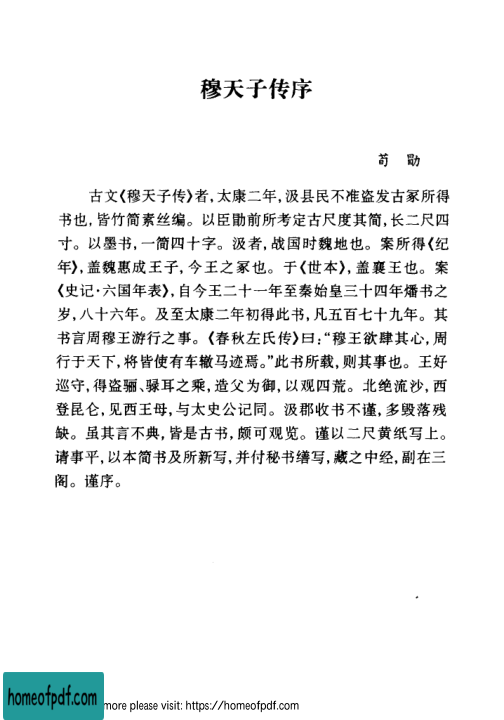 穆天子传序
荀　勖
古文《穆天子传》者,太康二年,汲县民不准盗发古冢所得
书也,皆竹简素丝编。以臣勖前所考定古尺度其简,长二尺四
寸。以墨书,一简四十字。汲者,战国时魏地也。案所得《纪
年》,盖魏惠成王子,今王之冢也。于《世本》,盖襄王也。案
《史记·六国年表》,自今王二十一年至秦始皇三十四年燔书之
岁,八十六年。及至太康二年初得此书,凡五百七十九年。其
书言周穆王游行之事。《春秋左氏传》曰:“穆王欲肆其心,周
行于天下,将皆使有车辙马迹焉。”此书所载,则其事也。王好
巡守,得盗骊、騄耳之乘,造父为御,以观四荒。北绝流沙,西
登昆仑,见西王母,与太史公记同。汲郡收书不谨,多毁落残
缺。虽其言不典,皆是古书,颇可观览。谨以二尺黄纸写上。
请事平,以本简书及所新写,并付秘书缮写,藏之中经,副在三
阁。谨序。
homeofpdf.com
more please visit: https://homeofpdf.com